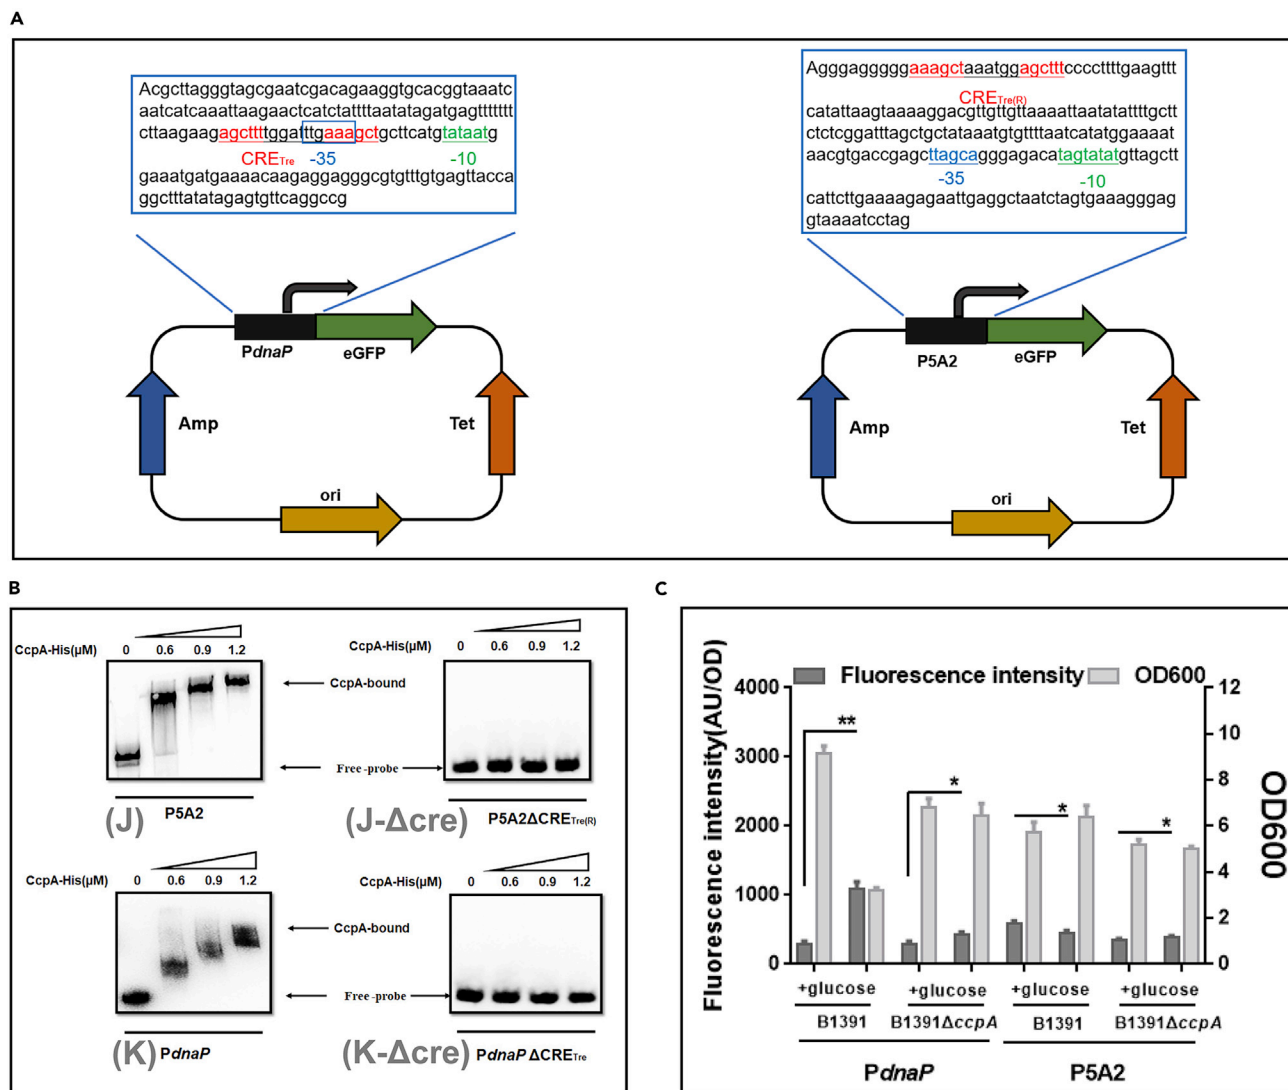 A
Acgcttagggtagcgaatcgacagaaggtgcacggtaaatc
aatcatcaaattaagaactcatctattttaatatagatgagttttttt
cttaagaagagcttttggatttgaaagctgcttcatgtataatg
CRETre -35 -10
gaaatgatgaaaacaagaggagggcgtgtttgtgagttacca
ggctttatatagagtgttcaggccg
PdnaP
eGFP
Amp
Tet
ori
Agggagggggaaagctaaatggagctttccccttttgaagttt
CRETre(R)
catattaagtaaaaggacgttgttgttaaaattaatatattttgctt
ctctcggatttagctgctataaatgtgttttaatcatatggaaaat
aacgtgaccgagcttagcagggagacatagtatatgttagctt
-35 -10
cattcttgaaaagagaattgaggctaatctagtgaaagggag
gtaaaatcctag
P5A2
eGFP
Amp
Tet
ori
B
CcpA-His(μM) 0 0.6 0.9 1.2
CcpA-His(μM) 0 0.6 0.9 1.2
CcpA-bound
Free-probe
(J) P5A2
(J-Δcre) P5A2ΔCRETre(R)
CcpA-His(μM) 0 0.6 0.9 1.2
CcpA-His(μM) 0 0.6 0.9 1.2
CcpA-bound
Free-probe
(K) PdnaP
(K-Δcre) PdnaP ΔCRETre
C
Fluorescence intensity OD600
Fluorescence intensity(AU/OD)
4000
3000
2000
1000
0
12
10
8
6
4
2
0
OD600
** * * *
+glucose +glucose +glucose +glucose
B1391 B1391ΔccpA B1391 B1391ΔccpA
PdnaP P5A2